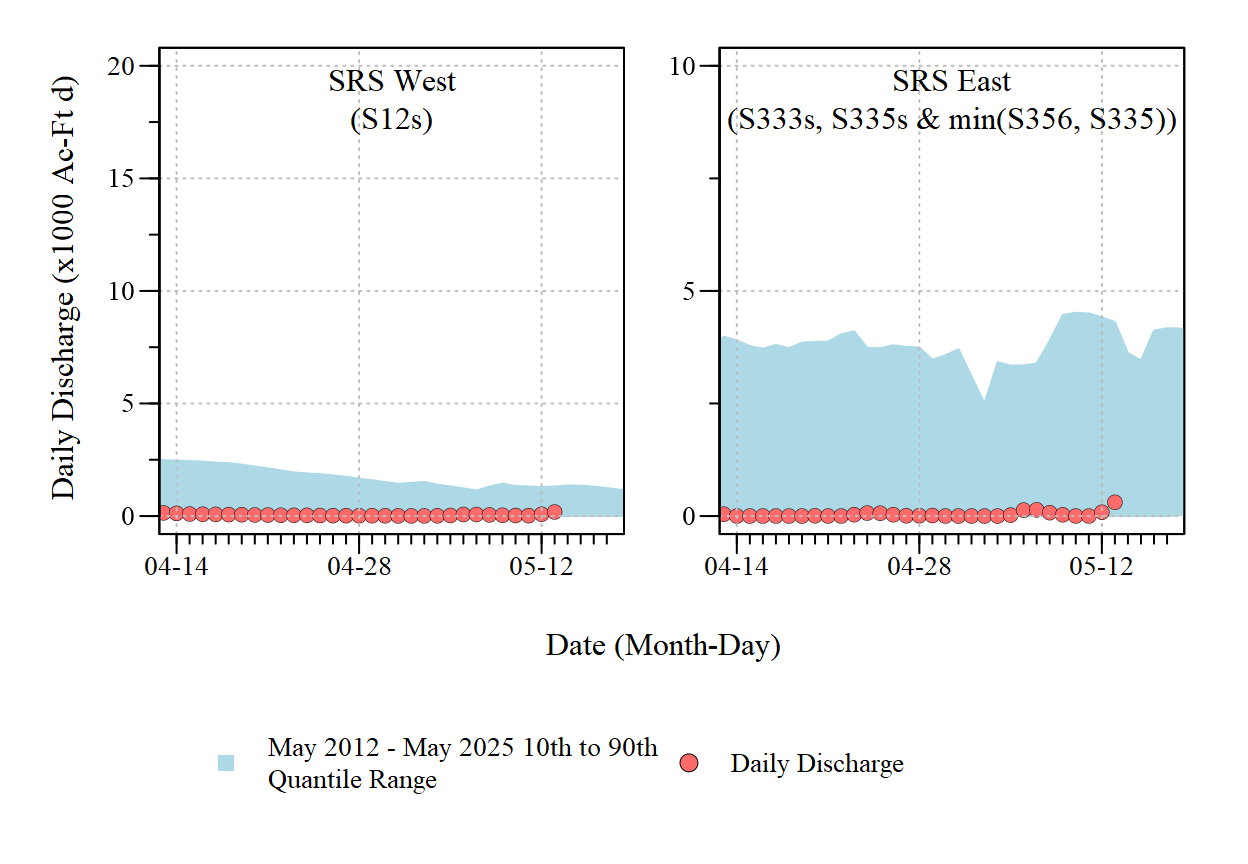 SRS West
(S12s)
SRS East
(S333s, S335s & min(S356, S335))
Daily Discharge (x1000 Ac-Ft d)
20
15
10
5
0
10
5
0
04-14
04-28
05-12
04-14
04-28
05-12
Date (Month-Day)
May 2012 - May 2025 10th to 90th
Quantile Range
Daily Discharge